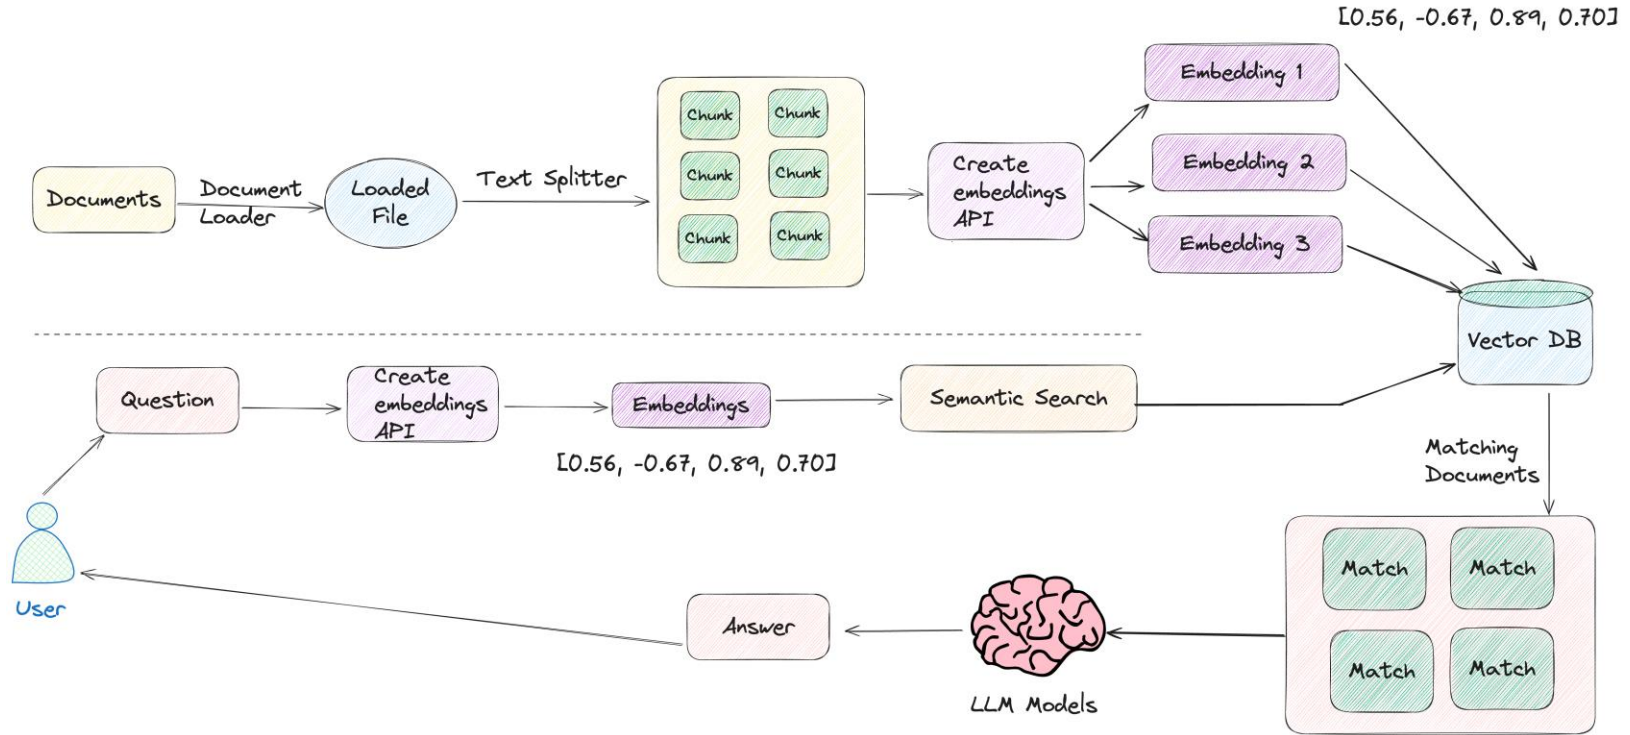 [0.56, -0.67, 0.89, 0.70]
Documents
Document
Loader
Loaded
File
Text Splitter
Chunk
Chunk
Chunk
Chunk
Chunk
Chunk
Create
embeddings
API
Embedding 1
Embedding 2
Embedding 3
Vector DB
Question
Create
embeddings
API
Embeddings
[0.56, -0.67, 0.89, 0.70]
Semantic Search
Matching
Documents
Match
Match
Match
Match
LLM Models
Answer
User